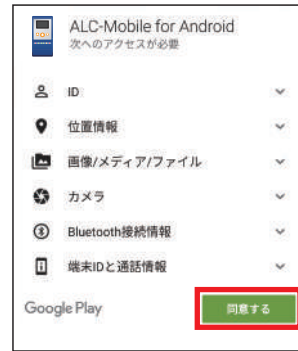 ALC-Mobile for Android
次へのアクセスが必要
ID
位置情報
画像/メディア/ファイル
カメラ
Bluetooth接続情報
端末IDと通話情報
Google Play
同意する